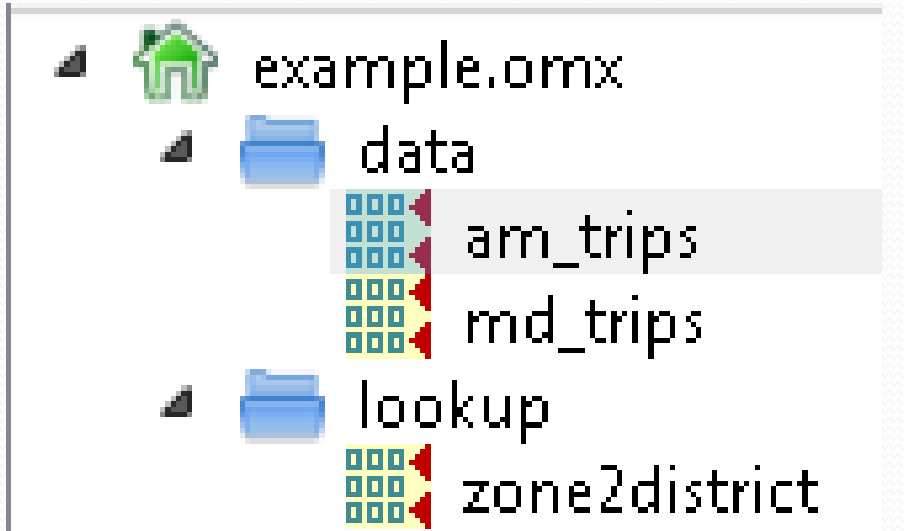 example.omx
data
am_trips
md_trips
lookup
zone2district